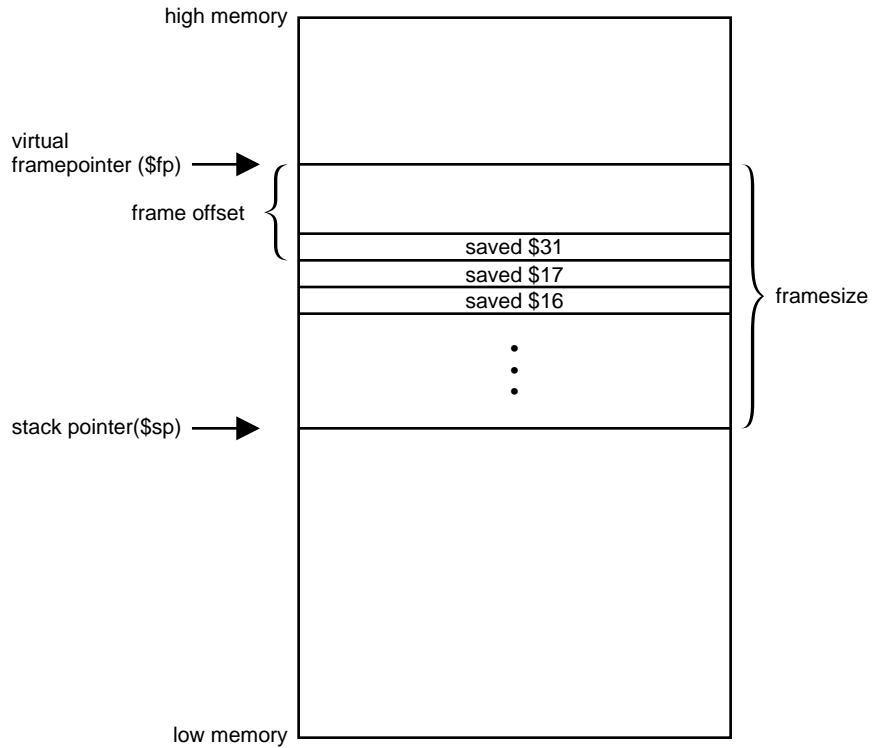 high memory
virtual
framepointer ($fp)
frame offset
saved $31
saved $17
saved $16
framesize
stack pointer($sp)
low memory